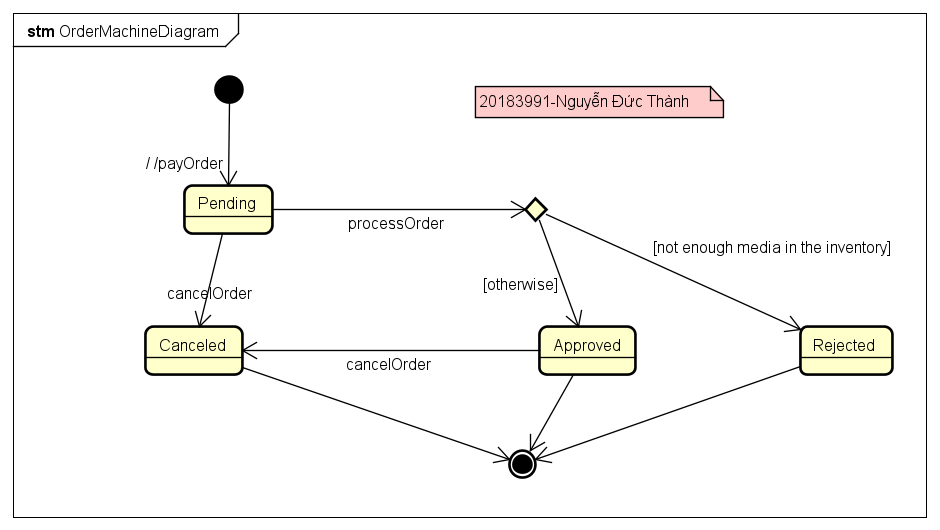 stm OrderMachineDiagram
20183991-Nguyễn Đức Thành
/ /payOrder
Pending
processOrder
[not enough media in the inventory]
[otherwise]
cancelOrder
Canceled
cancelOrder
Approved
Rejected